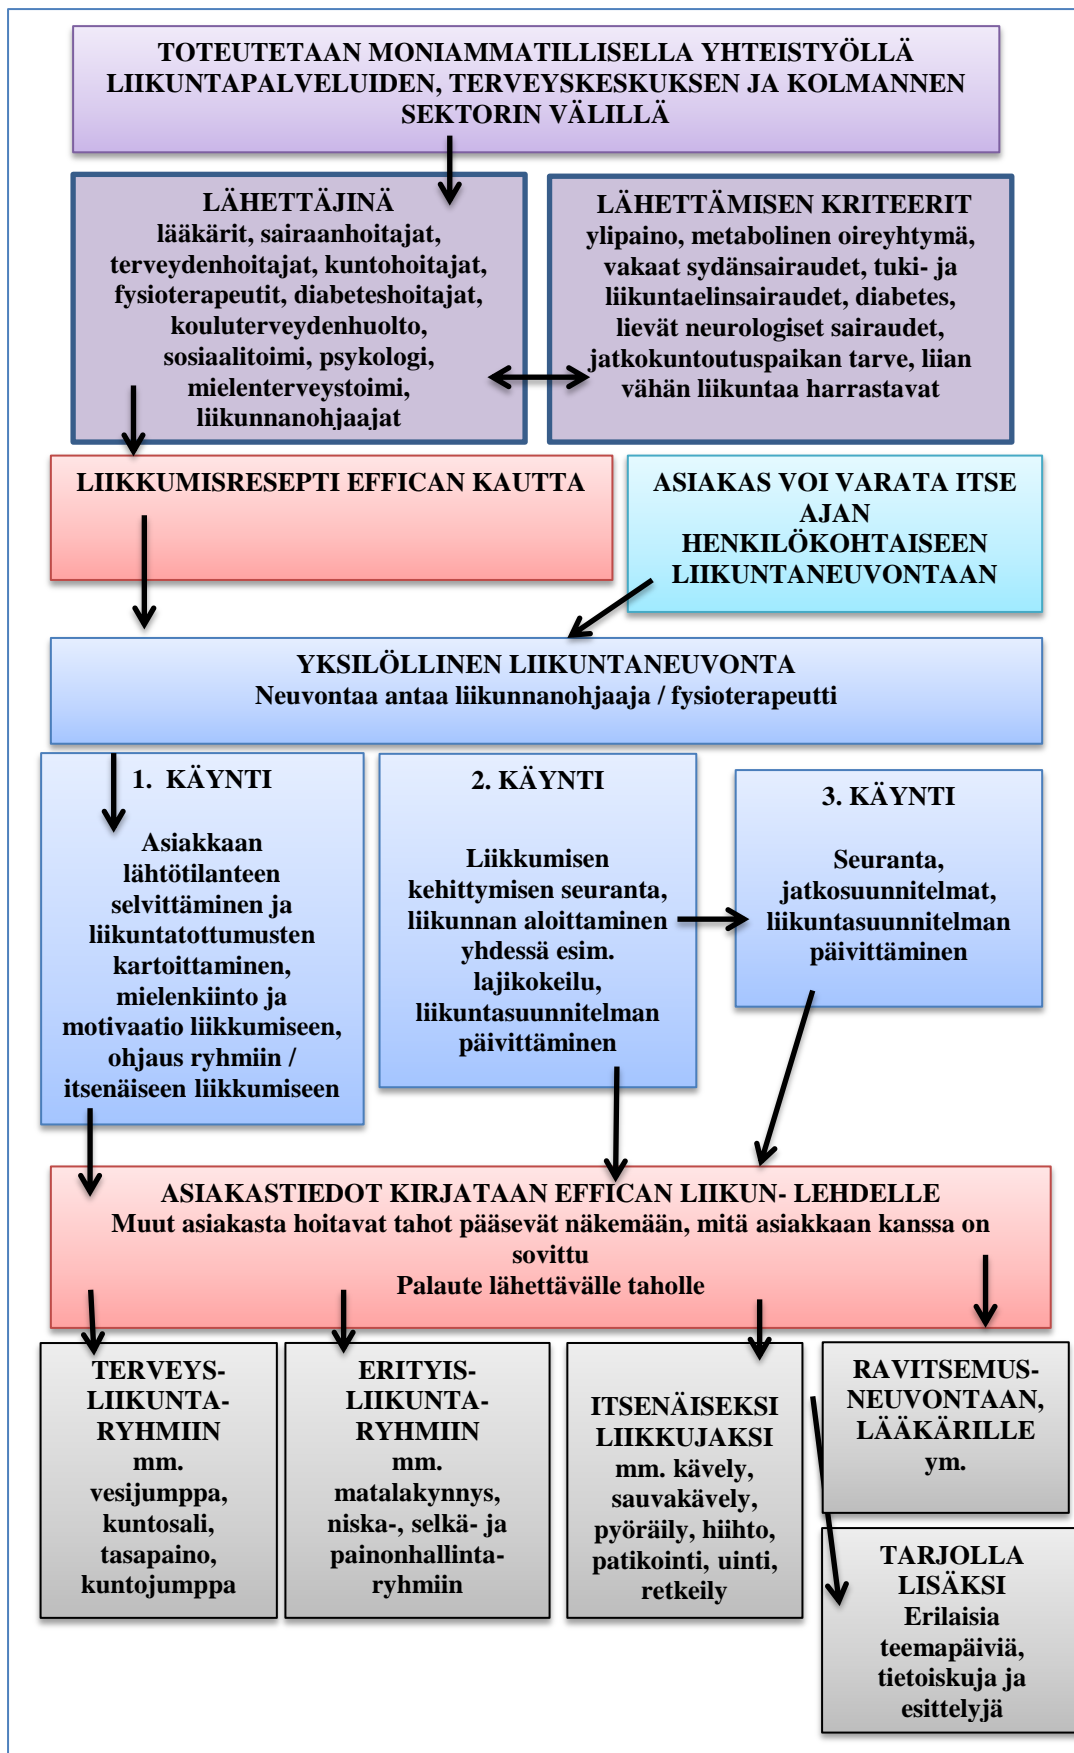 TOTEUTETAAN MONIAMMATILLISELLA YHTEISTYÖLLÄ
LIIKUNTAPALVELUIDEN, TERVEYSKESKUKSEN JA KOLMANNEN
SEKTORIN VÄLILLÄ
LÄHETTÄJINÄ
lääkärit, sairaanhoitajat,
terveydenhoitajat, kuntohoitajat,
fysioterapeutit, diabeteshoitajat,
kouluterveydenhuolto,
sosiaalitoimi, psykologi,
mielenterveystoimi,
liikunnanohjaajat
LÄHETTÄMISEN KRITEERIT
ylipaino, metabolinen oireyhtymä,
vakaat sydänsairaudet, tuki- ja
liikuntaelinsairaudet, diabetes,
lievät neurologiset sairaudet,
jatkokuntoutuspaikan tarve, liian
vähän liikuntaa harrastavat
LIIKKUMISRESEPTI EFFICAN KAUTTA
ASIAKAS VOI VARATA ITSE
AJAN
HENKILÖKOHTAISEEN
LIIKUNTANEUVONTAAN
YKSILÖLLINEN LIIKUNTANEUVONTA
Neuvontaa antaa liikunnanohjaaja / fysioterapeutti
1. KÄYNTI
Asiakkaan
lähtötilanteen
selvittäminen ja
liikuntatottumusten
kartoittaminen,
mielenkiinto ja
motivaatio liikkumiseen,
ohjaus ryhmiin /
itsenäiseen liikkumiseen
2. KÄYNTI
Liikkumisen
kehittymisen seuranta,
liikunnan aloittaminen
yhdessä esim.
lajikokeilu,
liikuntasuunnitelman
päivittäminen
3. KÄYNTI
Seuranta,
jatkosuunnitelmat,
liikuntasuunnitelman
päivittäminen
ASIAKASTIEDOT KIRJATAAN EFFICAN LIIKUN- LEHDELLE
Muut asiakasta hoitavat tahot pääsevät näkemään, mitä asiakkaan kanssa on
sovittu
Palaute lähettävälle taholle
TERVEYS-
LIIKUNTA-
RYHMIIN
mm.
vesijumppa,
kuntosali,
tasapaino,
kuntojumppa
ERITYIS-
LIIKUNTA-
RYHMIIN
mm.
matalakynnys,
niska-, selkä- ja
painonhallinta-
ryhmiin
ITSENÄISEKSI
LIIKKUJAKSI
mm. kävely,
sauvakävely,
pyöräily, hiihto,
patikointi, uinti,
retkeily
RAVITSEMUS-
NEUVONTAAN,
LÄÄKÄRILLE
ym.
TARJOLLA
LISÄKSI
Erilaisia
teemapäiviä,
tietoiskuja ja
esittelyjä